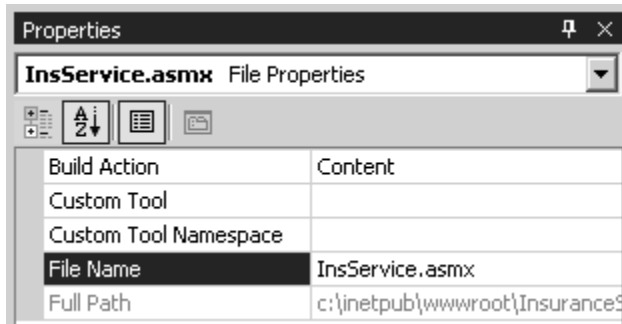 Properties
InsService.asmx File Properties
Build Action Content
Custom Tool
Custom Tool Namespace
File Name InsService.asmx
Full Path c:\inetpub\wwwroot\Insurance